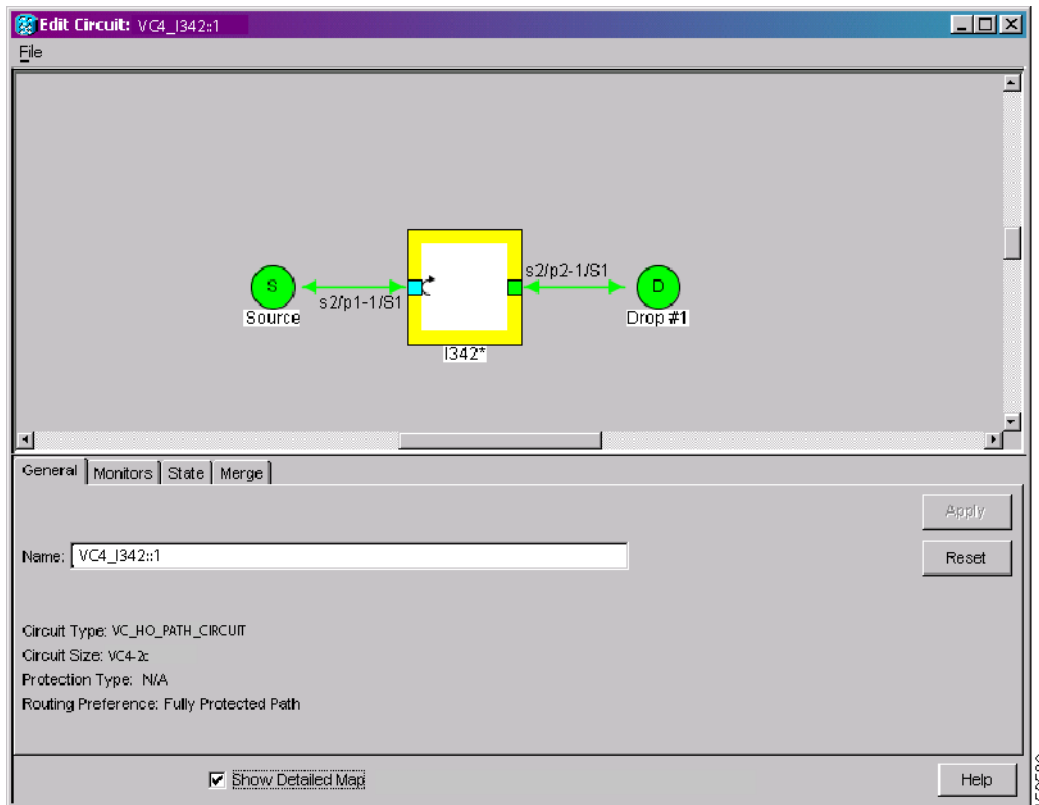 Edit Circuit: VC4_I342::1
File
S
D
s2/p1-1/S1
s2/p2-1/S1
Source
Drop #1
I342*
General Monitors State Merge
Apply
Name: VC4_I342::1
Reset
Circuit Type: VC_HO_PATH_CIRCUIT
Circuit Size: VC4-2c
Protection Type: N/A
Routing Preference: Fully Protected Path
Show Detailed Map
Help